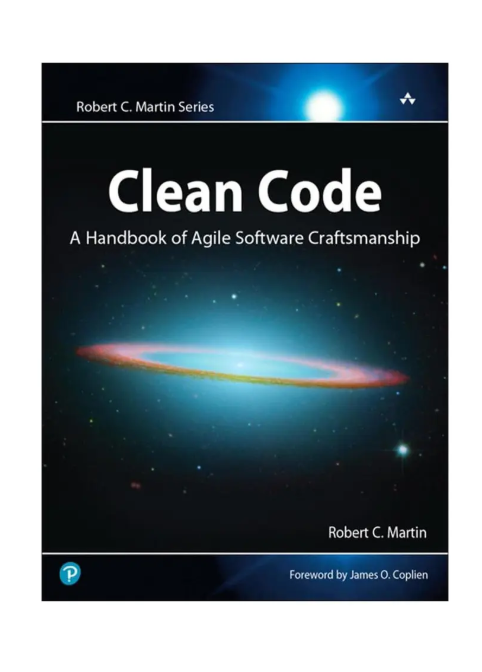 Robert C. Martin Series
Clean Code
A Handbook of Agile Software Craftsmanship
Robert C. Martin
P
Foreword by James O. Coplien